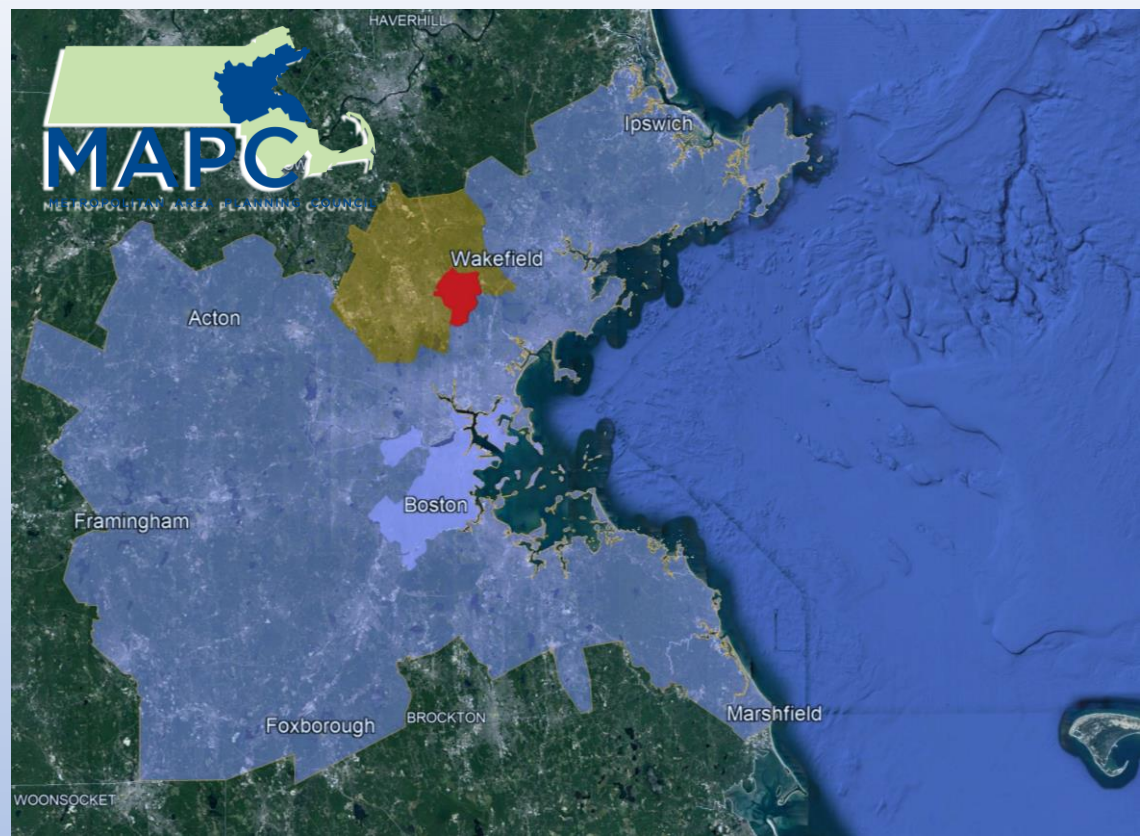 HAVERHILL
MAPC
METROPOLITAN AREA PLANNING COUNCIL
Ipswich
Wakefield
Acton
Boston
Framingham
Marshfield
Foxborough
BROCKTON
WOONSOCKET